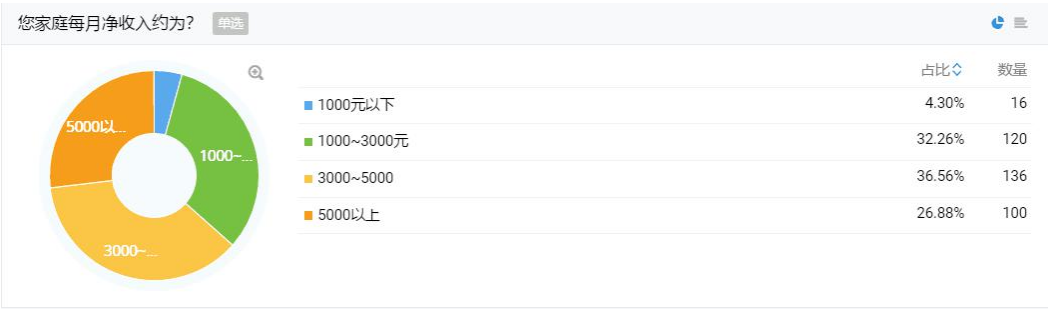 您家庭每月净收入约为？ 单选
占比 数量
1000元以下 4.30% 16
1000~3000元 32.26% 120
3000~5000 36.56% 136
5000以上 26.88% 100
5000以...
1000~...
3000~...